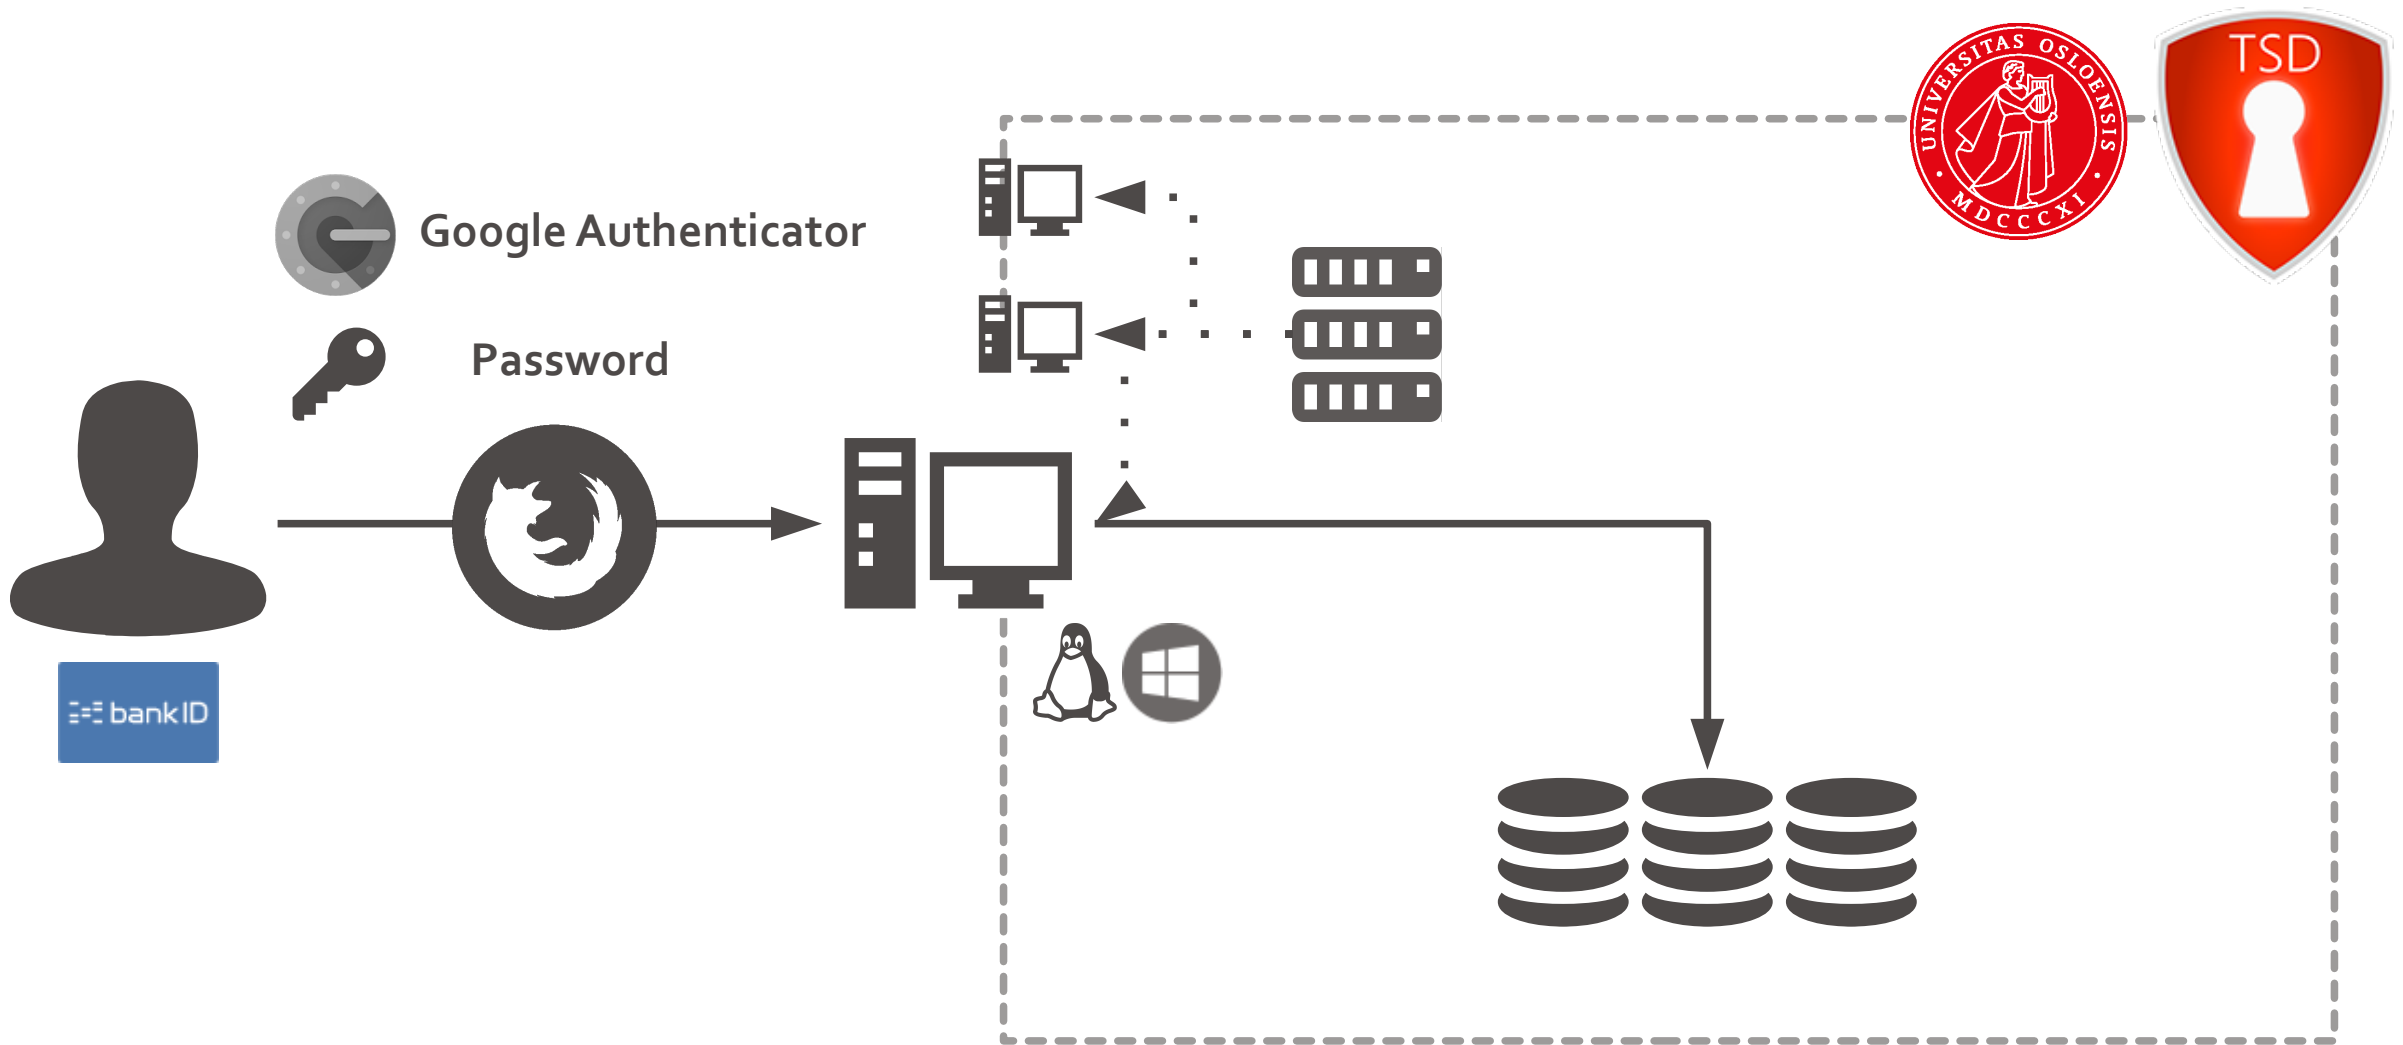 UNIVERSITAS OSLOENSIS
MDCCCXI
TSD
Google Authenticator
Password
bankID